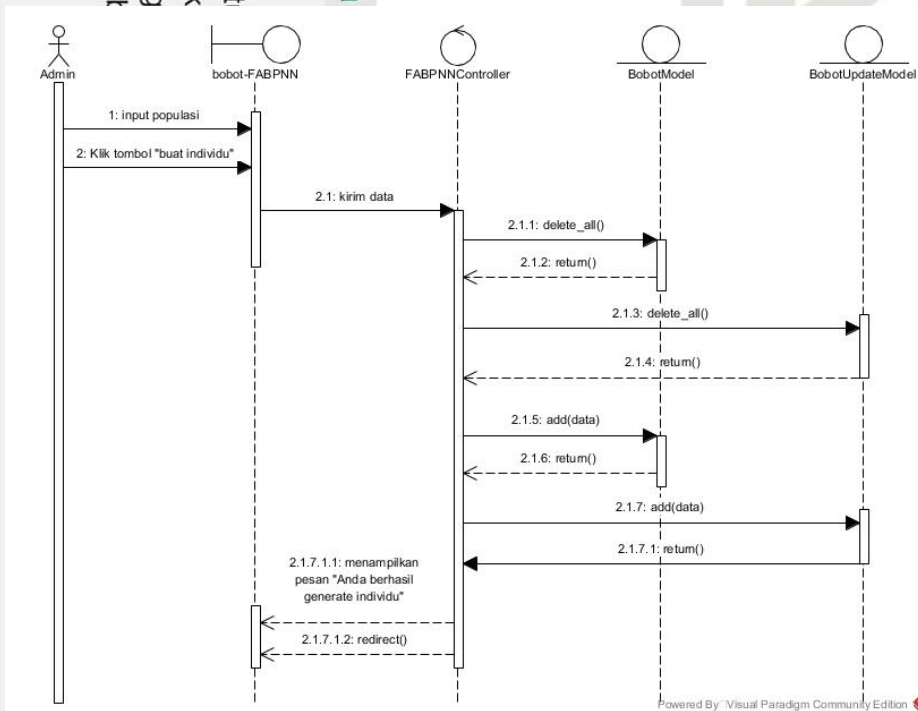 Admin
bobot-FABPNN
FABPNNController
BobotModel
BobotUpdateModel
1: input populasi
2: Klik tombol "buat individu"
2.1: kirim data
2.1.1: delete_all()
2.1.2: return()
2.1.3: delete_all()
2.1.4: return()
2.1.5: add(data)
2.1.6: return()
2.1.7: add(data)
2.1.7.1: return()
2.1.7.1.1: menampilkan
pesan "Anda berhasil
generate individu"
2.1.7.1.2: redirect()
Powered By Visual Paradigm Community Edition